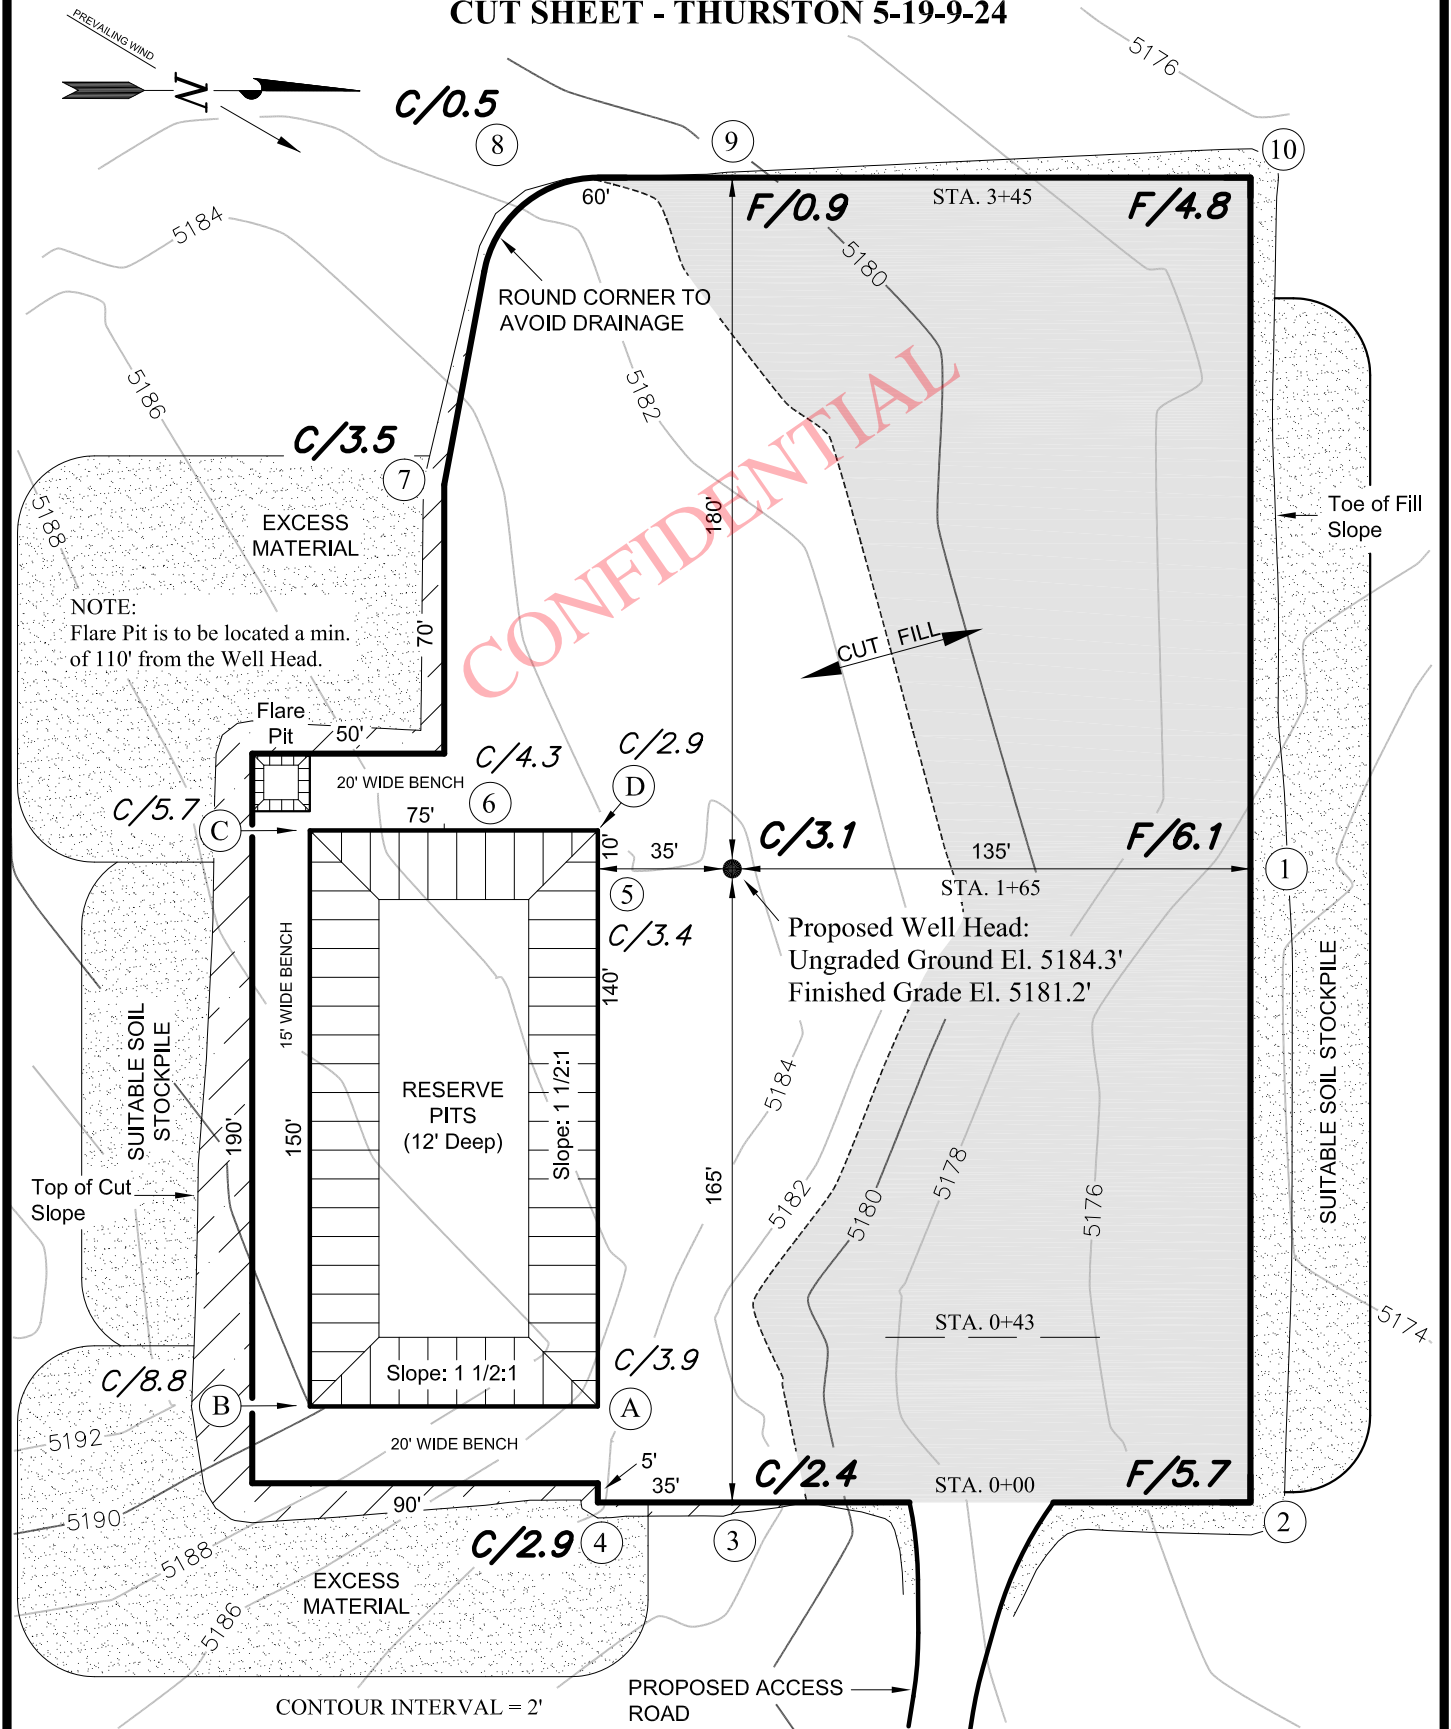 CUT SHEET - THURSTON 5-19-9-24
PREVAILING WIND
N
C/0.5
8
9
10
5176
60'
F/0.9
STA. 3+45
F/4.8
5184
5180
ROUND CORNER TO
AVOID DRAINAGE
5186
5182
C/3.5
7
5188
EXCESS
MATERIAL
180'
Toe of Fill
Slope
NOTE:
Flare Pit is to be located a min.
of 110' from the Well Head.
70'
CONFIDENTIAL
CUT
FILL
Flare
Pit
50'
C/4.3
C/2.9
20' WIDE BENCH
6
D
C/5.7
C
75'
10'
35'
C/3.1
135'
F/6.1
1
5
STA. 1+65
C/3.4
Proposed Well Head:
Ungraded Ground El. 5184.3'
Finished Grade El. 5181.2'
15' WIDE BENCH
140'
SUITABLE SOIL
STOCKPILE
SUITABLE SOIL STOCKPILE
RESERVE
PITS
(12' Deep)
Slope: 1 1/2:1
190'
150'
165'
5184
5182
5180
5178
5176
Top of Cut
Slope
STA. 0+43
5174
C/8.8
B
Slope: 1 1/2:1
C/3.9
A
5192
20' WIDE BENCH
5'
35'
C/2.4
STA. 0+00
F/5.7
90'
5190
C/2.9
4
3
2
5188
EXCESS
MATERIAL
5186
PROPOSED ACCESS
ROAD
CONTOUR INTERVAL = 2'